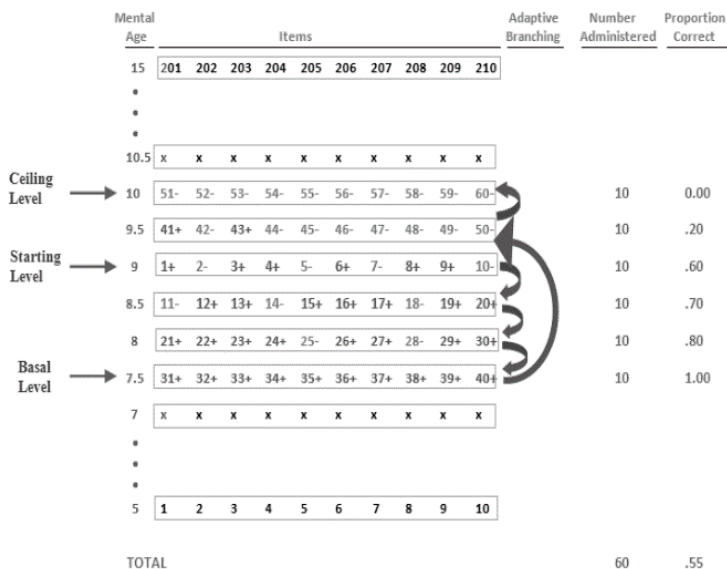 Mental Age Items Adaptive Branching Number Administered Proportion Correct
15 201 202 203 204 205 206 207 208 209 210
10.5 x x x x x x x x x x
Ceiling Level 10 51- 52- 53- 54- 55- 56- 57- 58- 59- 60- 10 0.00
9.5 41+ 42- 43+ 44- 45- 46- 47- 48- 49- 50- 10 .20
Starting Level 9 1+ 2- 3+ 4+ 5- 6+ 7- 8+ 9+ 10- 10 .60
8.5 11- 12+ 13+ 14- 15+ 16+ 17+ 18- 19+ 20+ 10 .70
8 21+ 22+ 23+ 24+ 25- 26+ 27+ 28- 29+ 30+ 10 .80
Basal Level 7.5 31+ 32+ 33+ 34+ 35+ 36+ 37+ 38+ 39+ 40+ 10 1.00
7 x x x x x x x x x x
5 1 2 3 4 5 6 7 8 9 10
TOTAL 60 .55